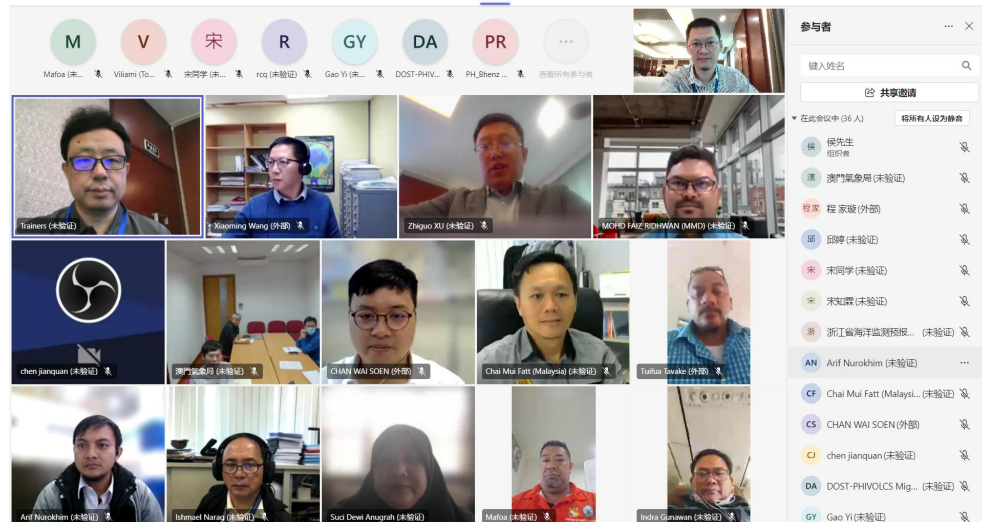 M
V
宋
R
GY
DA
PR
...
Mafoa (未...
Viliami (To...
宋同学 (未...
rcq (未验证)
Gao Yi (未...
DOST-PHIV...
PH_Bhenz ...
查看所有参与者
Trainers (未验证)
Xiaoming Wang (外部)
Zhiguo XU (未验证)
MOHD FAIZ RIDHWAN (MMD) (未验证)
chen jianquan (未验证)
澳門氣象局 (未验证)
CHAN WAI SOEN (外部)
Chai Mui Fatt (Malaysia) (未验证)
Tuifua Tavake (外部)
Arif Nurokhim (未验证)
Ishmael Narag (未验证)
Suci Dewi Anugrah (未验证)
Mafoa (未验证)
Indra Gunawan (未验证)
参与者
键入姓名
共享邀请
在此会议中 (36 人)
将所有人设为静音
侯
侯先生
组织者
澳
澳門氣象局 (未验证)
程家
程 家璇 (外部)
邱
邱婷 (未验证)
宋
宋同学 (未验证)
宋
宋知霖 (未验证)
浙
浙江省海洋监测预报... (未验证)
AN
Arif Nurokhim (未验证)
CF
Chai Mui Fatt (Malaysi... (未验证)
CS
CHAN WAI SOEN (外部)
CJ
chen jianquan (未验证)
DA
DOST-PHIVOLCS Mig... (未验证)
GY
Gao Yi (未验证)